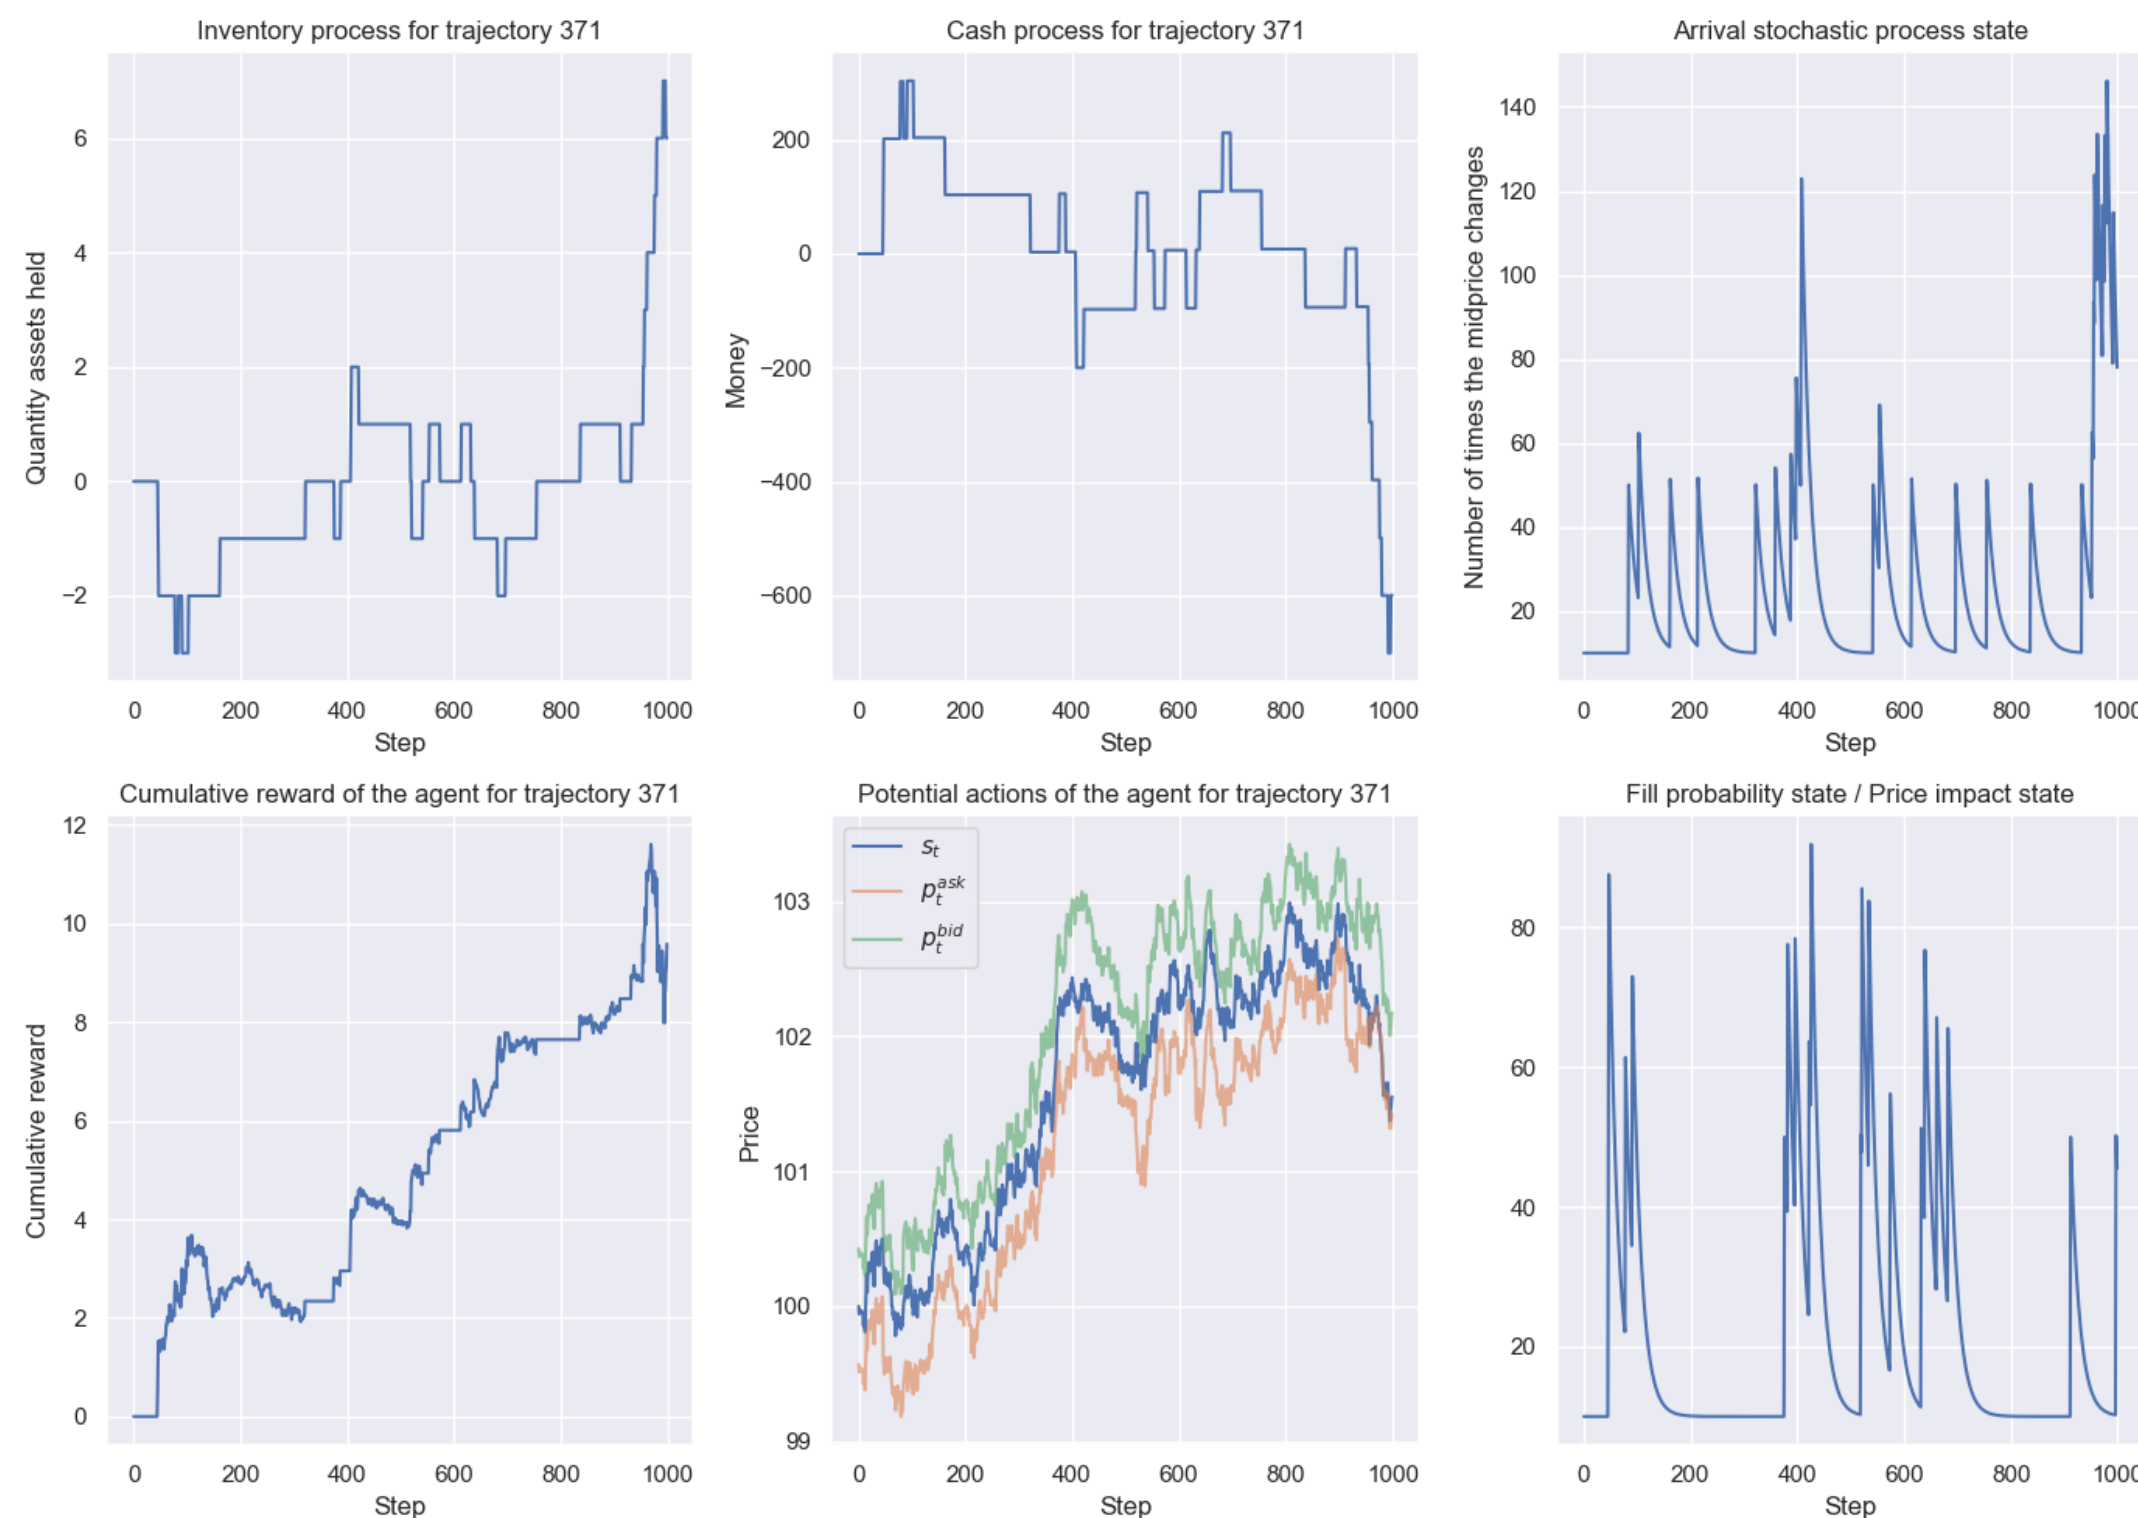 Inventory process for trajectory 371
Quantity assets held
6
4
2
0
−2
0 200 400 600 800 1000
Step
Cash process for trajectory 371
Money
200
0
−200
−400
−600
0 200 400 600 800 1000
Step
Arrival stochastic process state
Number of times the midprice changes
140
120
100
80
60
40
20
0 200 400 600 800 1000
Step
Cumulative reward of the agent for trajectory 371
Cumulative reward
12
10
8
6
4
2
0
0 200 400 600 800 1000
Step
Potential actions of the agent for trajectory 371
s_t
p_t^ask
p_t^bid
Price
103
102
101
100
99
0 200 400 600 800 1000
Step
Fill probability state / Price impact state
80
60
40
20
0 200 400 600 800 1000
Step